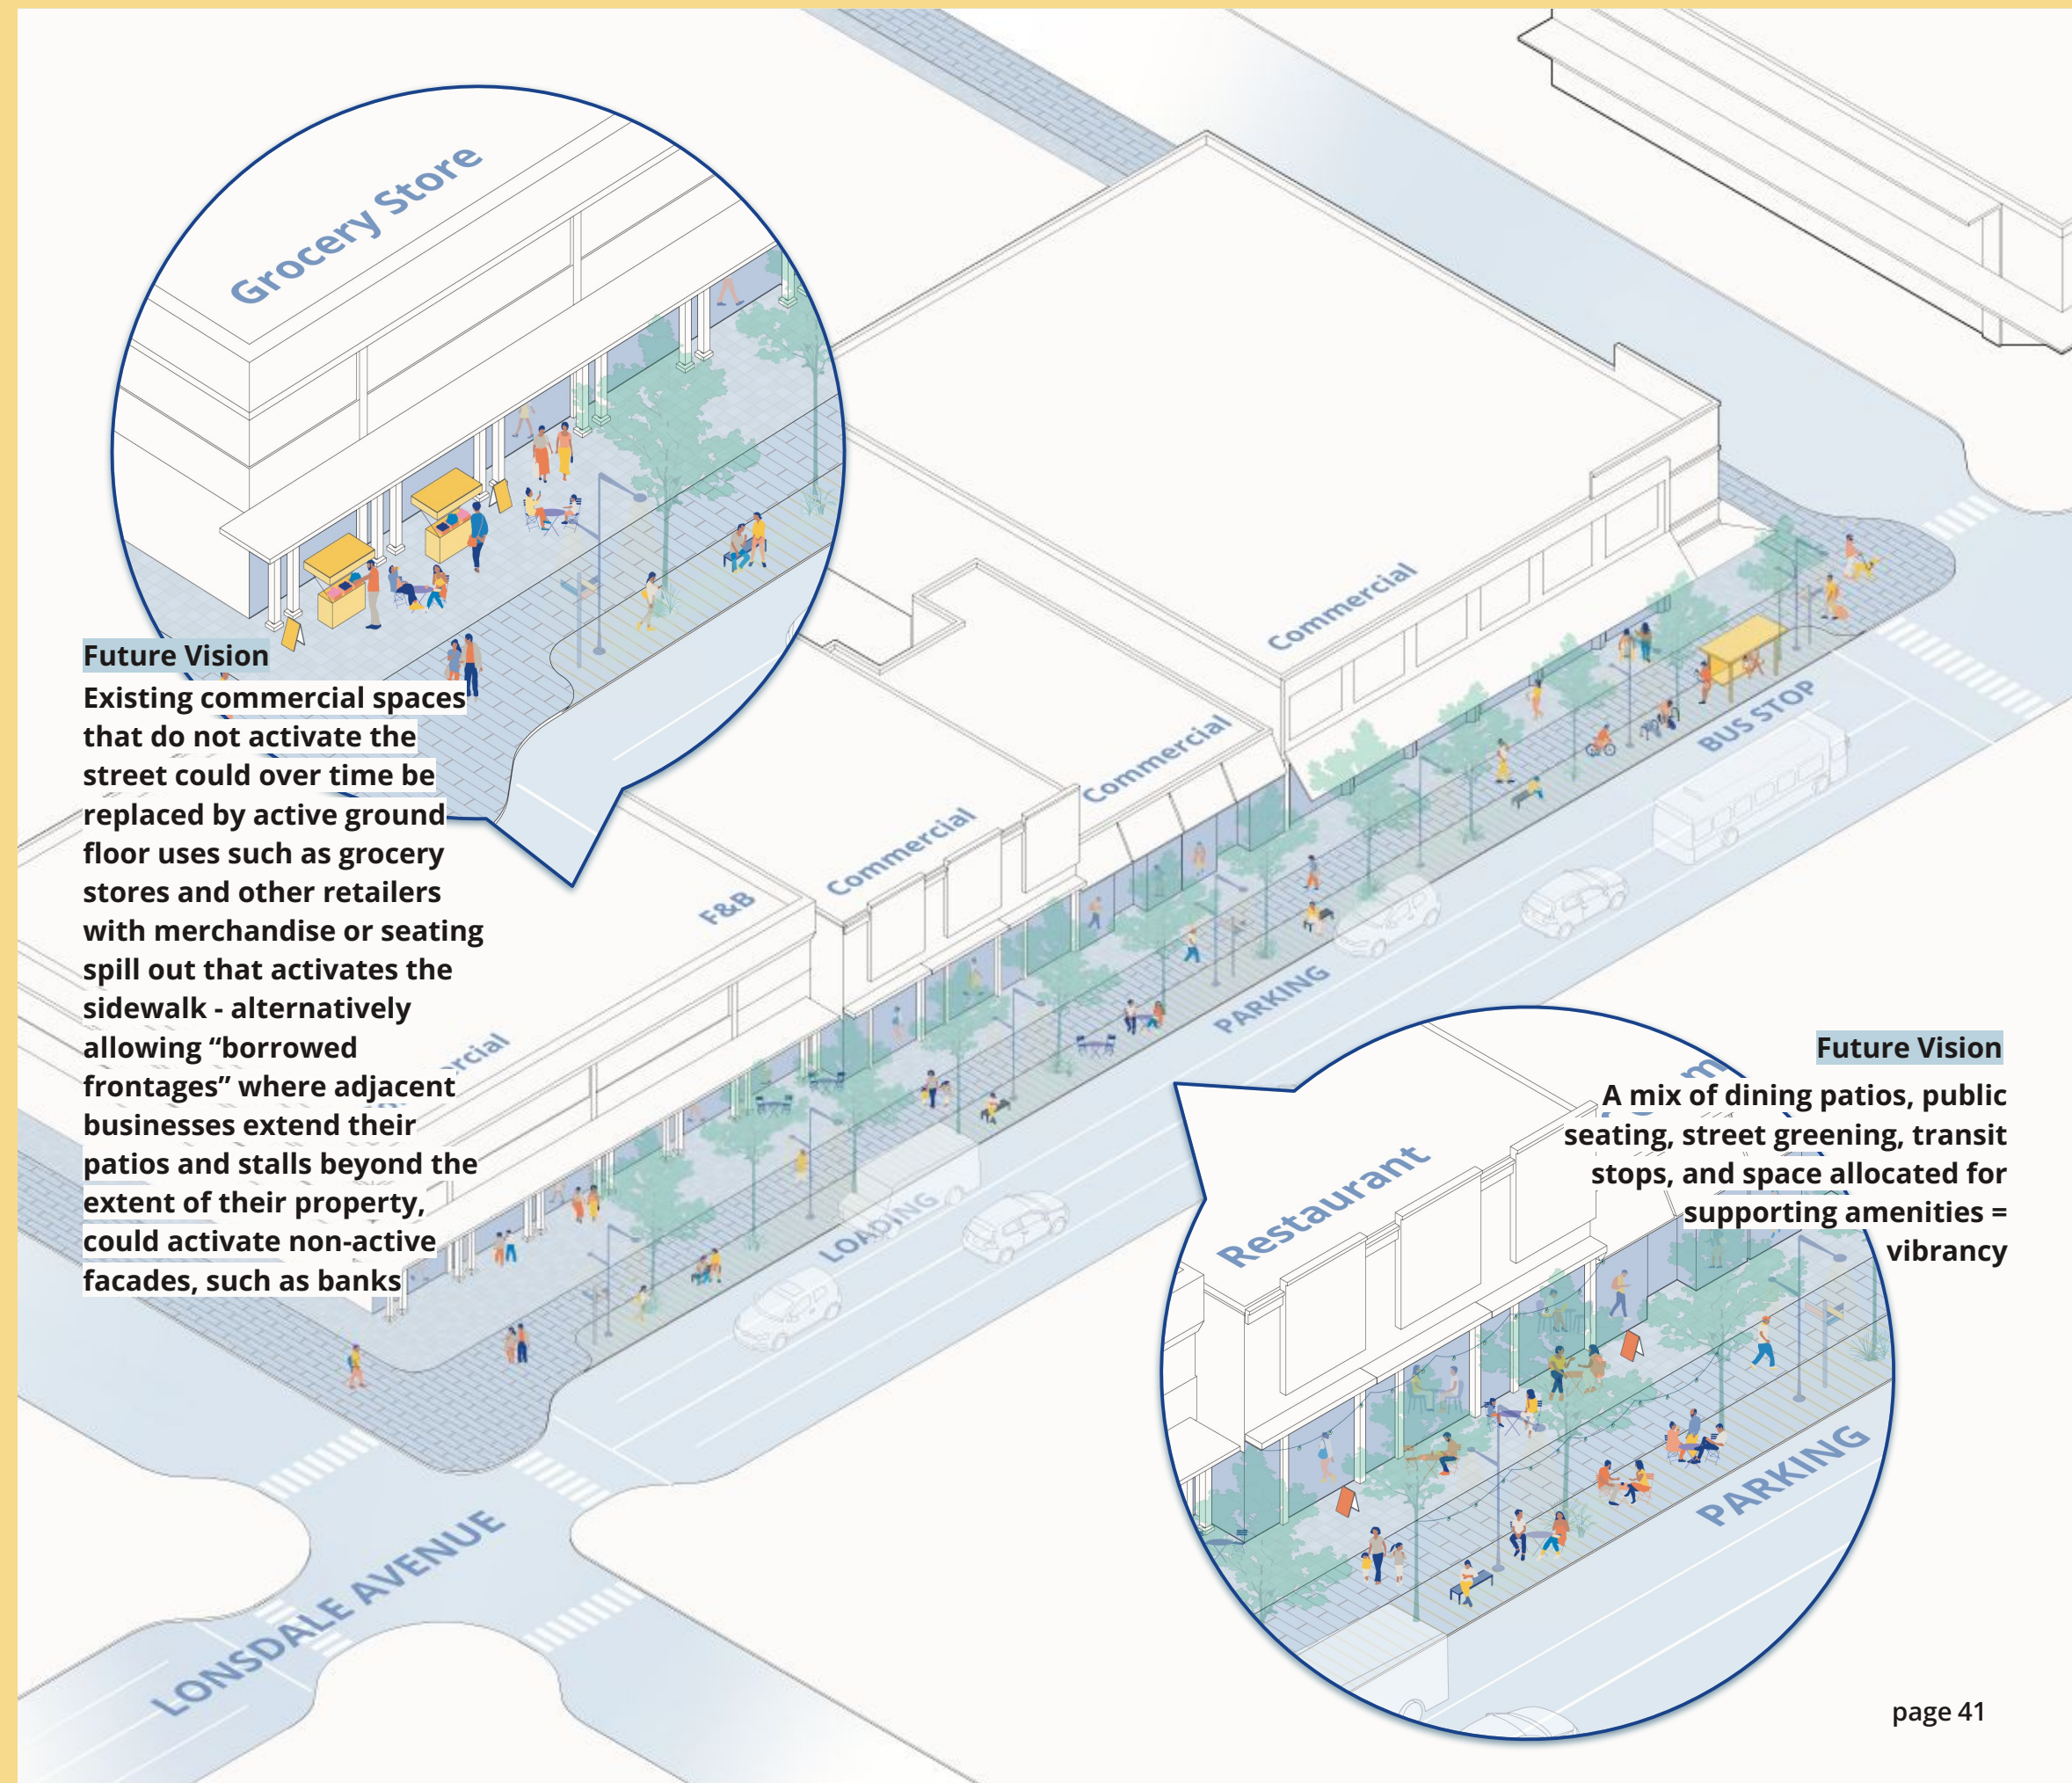 Grocery Store
Future Vision
Existing commercial spaces
that do not activate the
street could over time be
replaced by active ground
floor uses such as grocery
stores and other retailers
with merchandise or seating
spill out that activates the
sidewalk - alternatively
allowing “borrowed
frontages” where adjacent
businesses extend their
patios and stalls beyond the
extent of their property,
could activate non-active
facades, such as banks
F&B
Commercial
Commercial
Commercial
BUS STOP
PARKING
LOADING
LONSDALE AVENUE
Future Vision
A mix of dining patios, public
seating, street greening, transit
stops, and space allocated for
supporting amenities =
vibrancy
Restaurant
PARKING
page 41